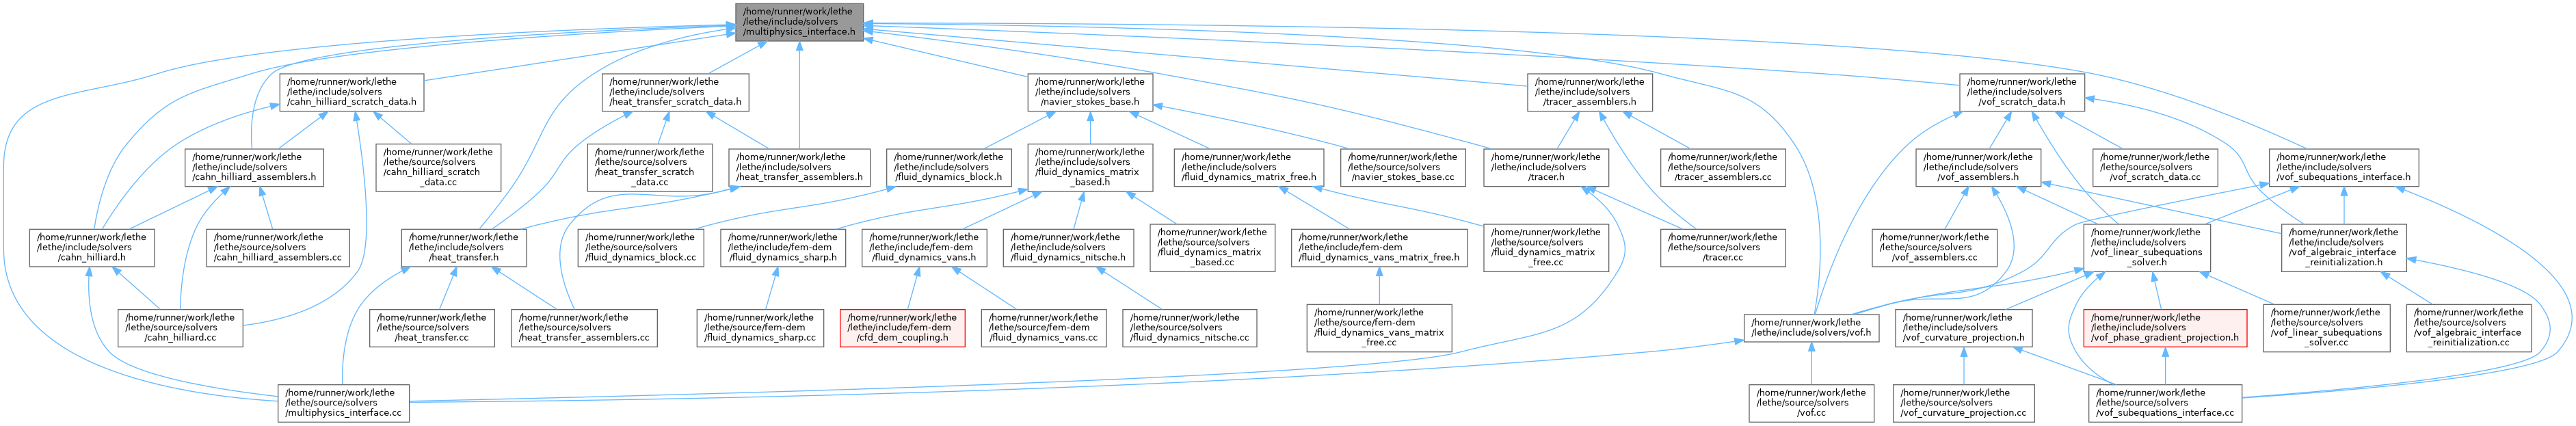 /home/runner/work/lethe
/lethe/include/solvers
/multiphysics_interface.h
/home/runner/work/lethe
/lethe/include/solvers
/cahn_hilliard_scratch_data.h
/home/runner/work/lethe
/lethe/include/solvers
/heat_transfer_scratch_data.h
/home/runner/work/lethe
/lethe/include/solvers
/navier_stokes_base.h
/home/runner/work/lethe
/lethe/include/solvers
/tracer_assemblers.h
/home/runner/work/lethe
/lethe/include/solvers
/vof_scratch_data.h
/home/runner/work/lethe
/lethe/include/solvers
/cahn_hilliard_assemblers.h
/home/runner/work/lethe
/lethe/source/solvers
/cahn_hilliard_scratch
_data.cc
/home/runner/work/lethe
/lethe/source/solvers
/heat_transfer_scratch
_data.cc
/home/runner/work/lethe
/lethe/include/solvers
/heat_transfer_assemblers.h
/home/runner/work/lethe
/lethe/include/solvers
/fluid_dynamics_block.h
/home/runner/work/lethe
/lethe/include/solvers
/fluid_dynamics_matrix
_based.h
/home/runner/work/lethe
/lethe/include/solvers
/fluid_dynamics_matrix_free.h
/home/runner/work/lethe
/lethe/source/solvers
/navier_stokes_base.cc
/home/runner/work/lethe
/lethe/include/solvers
/tracer.h
/home/runner/work/lethe
/lethe/source/solvers
/tracer_assemblers.cc
/home/runner/work/lethe
/lethe/include/solvers
/vof_assemblers.h
/home/runner/work/lethe
/lethe/source/solvers
/vof_scratch_data.cc
/home/runner/work/lethe
/lethe/include/solvers
/vof_subequations_interface.h
/home/runner/work/lethe
/lethe/include/solvers
/cahn_hilliard.h
/home/runner/work/lethe
/lethe/source/solvers
/cahn_hilliard_assemblers.cc
/home/runner/work/lethe
/lethe/include/solvers
/heat_transfer.h
/home/runner/work/lethe
/lethe/source/solvers
/fluid_dynamics_block.cc
/home/runner/work/lethe
/lethe/include/fem-dem
/fluid_dynamics_sharp.h
/home/runner/work/lethe
/lethe/include/fem-dem
/fluid_dynamics_vans.h
/home/runner/work/lethe
/lethe/include/solvers
/fluid_dynamics_nitsche.h
/home/runner/work/lethe
/lethe/source/solvers
/fluid_dynamics_matrix
_based.cc
/home/runner/work/lethe
/lethe/include/fem-dem
/fluid_dynamics_vans_matrix_free.h
/home/runner/work/lethe
/lethe/source/solvers
/fluid_dynamics_matrix
_free.cc
/home/runner/work/lethe
/lethe/source/solvers
/tracer.cc
/home/runner/work/lethe
/lethe/source/solvers
/vof_assemblers.cc
/home/runner/work/lethe
/lethe/include/solvers
/vof_linear_subequations
_solver.h
/home/runner/work/lethe
/lethe/include/solvers
/vof_algebraic_interface
_reinitialization.h
/home/runner/work/lethe
/lethe/source/solvers
/cahn_hilliard.cc
/home/runner/work/lethe
/lethe/source/solvers
/heat_transfer.cc
/home/runner/work/lethe
/lethe/source/solvers
/heat_transfer_assemblers.cc
/home/runner/work/lethe
/lethe/source/fem-dem
/fluid_dynamics_sharp.cc
/home/runner/work/lethe
/lethe/include/fem-dem
/cfd_dem_coupling.h
/home/runner/work/lethe
/lethe/source/fem-dem
/fluid_dynamics_vans.cc
/home/runner/work/lethe
/lethe/source/solvers
/fluid_dynamics_nitsche.cc
/home/runner/work/lethe
/lethe/source/fem-dem
/fluid_dynamics_vans_matrix
_free.cc
/home/runner/work/lethe
/lethe/include/solvers/vof.h
/home/runner/work/lethe
/lethe/include/solvers
/vof_curvature_projection.h
/home/runner/work/lethe
/lethe/include/solvers
/vof_phase_gradient_projection.h
/home/runner/work/lethe
/lethe/source/solvers
/vof_linear_subequations
_solver.cc
/home/runner/work/lethe
/lethe/source/solvers
/vof_algebraic_interface
_reinitialization.cc
/home/runner/work/lethe
/lethe/source/solvers
/multiphysics_interface.cc
/home/runner/work/lethe
/lethe/source/solvers
/vof.cc
/home/runner/work/lethe
/lethe/source/solvers
/vof_curvature_projection.cc
/home/runner/work/lethe
/lethe/source/solvers
/vof_subequations_interface.cc